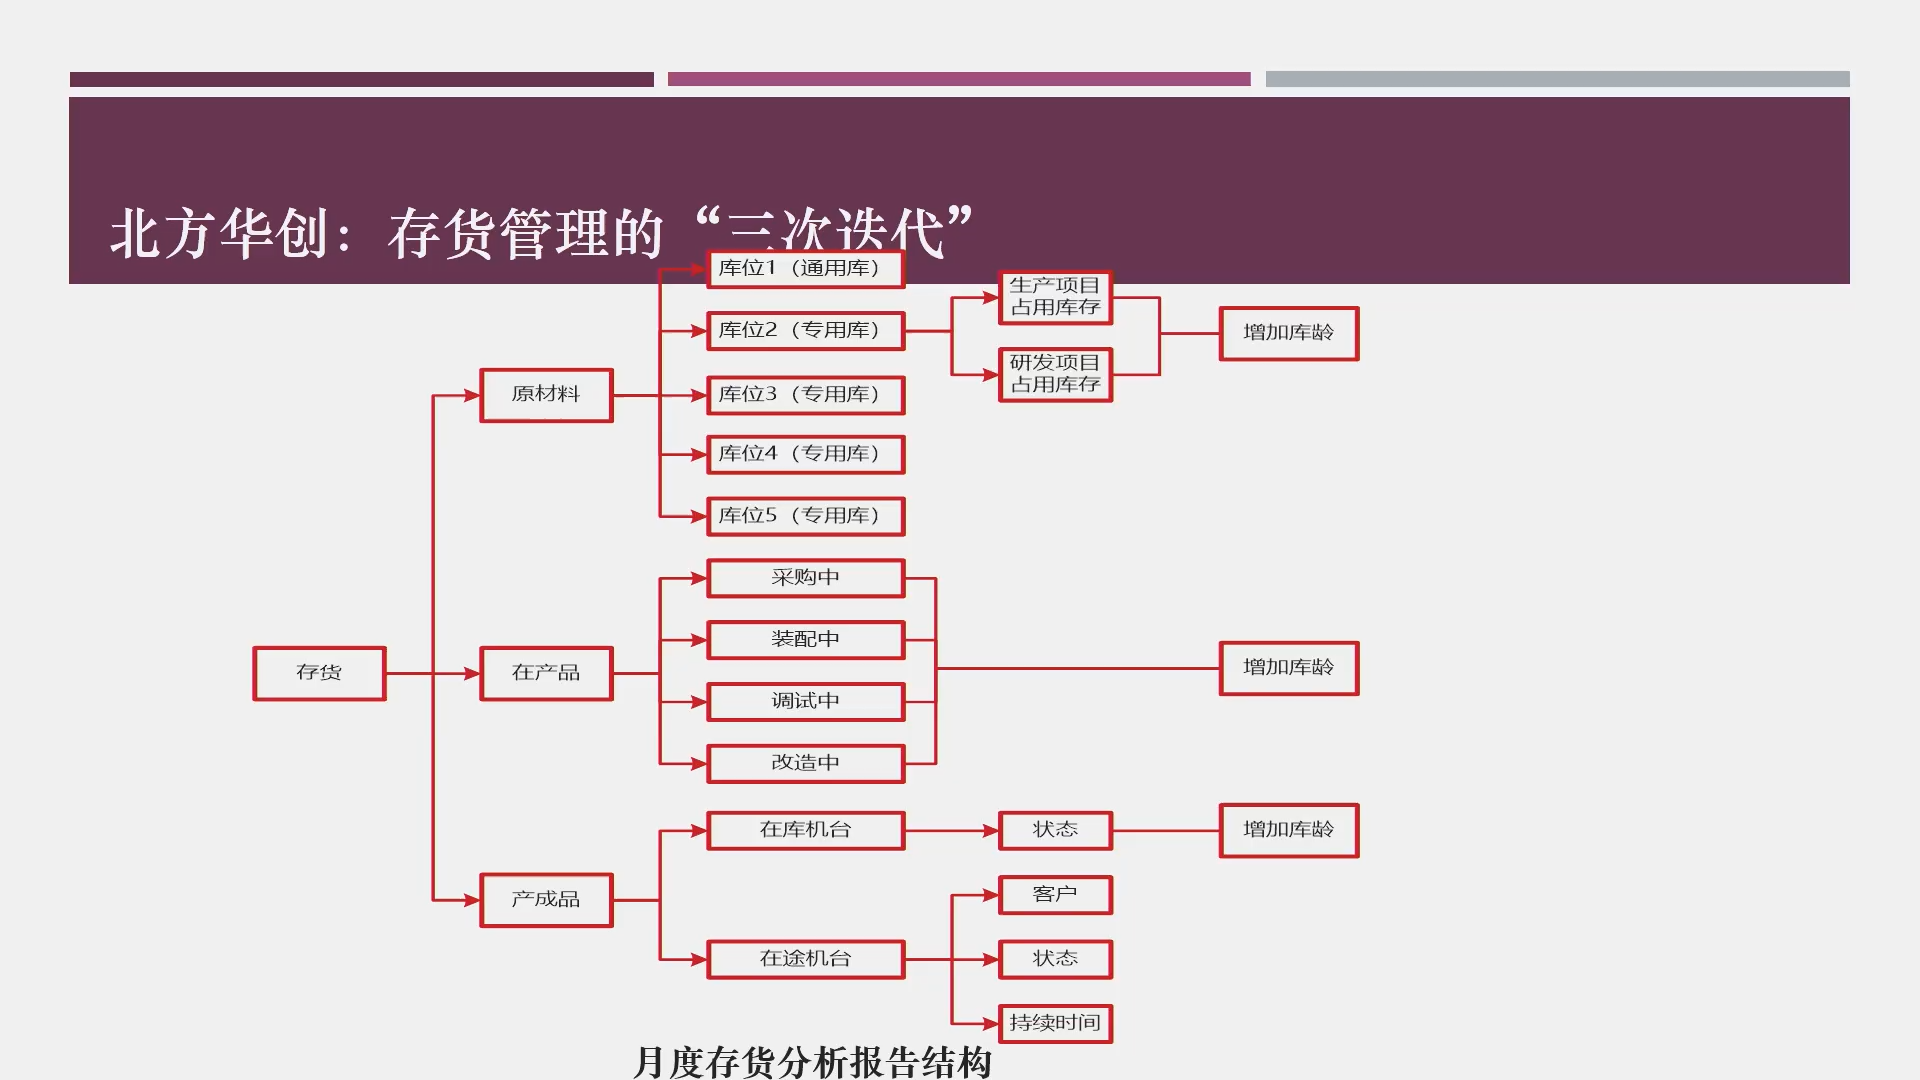 北方华创：存货管理的“三次迭代”
库位1（通用库）
库位2（专用库）
库位3（专用库）
库位4（专用库）
库位5（专用库）
生产项目
占用库存
研发项目
占用库存
增加库龄
原材料
采购中
装配中
调试中
改造中
增加库龄
存货
在产品
在库机台
状态
增加库龄
产成品
客户
在途机台
状态
持续时间
月度存货分析报告结构